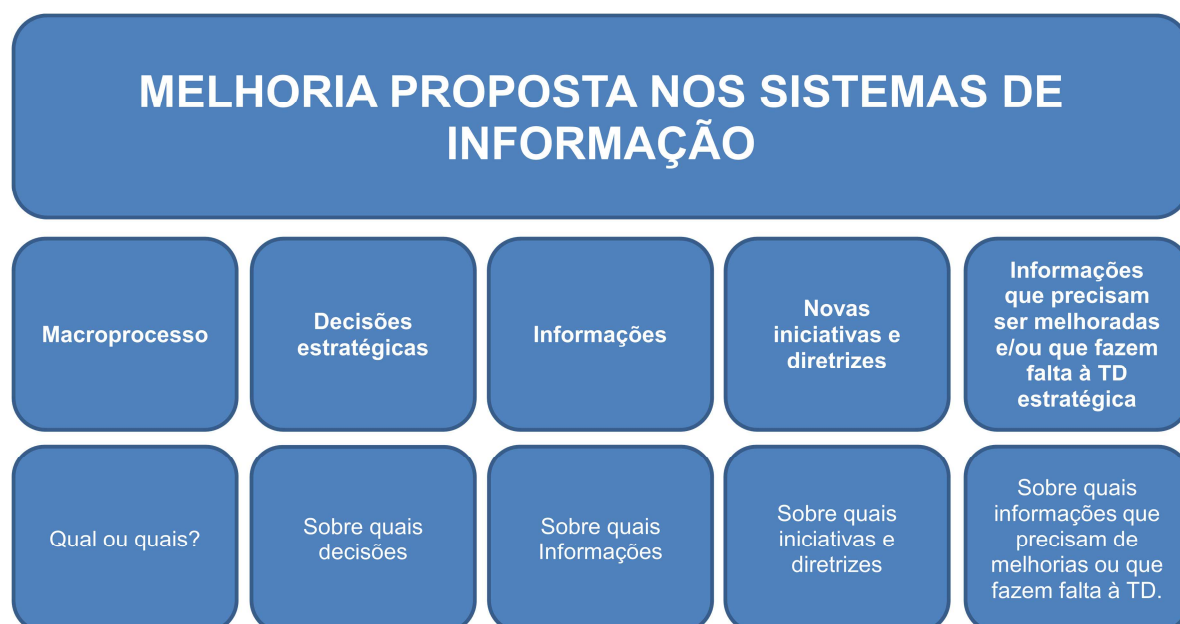 MELHORIA PROPOSTA NOS SISTEMAS DE
INFORMAÇÃO
Macroprocesso
Decisões
estratégicas
Informações
Novas
iniciativas e
diretrizes
Informações
que precisam
ser melhoradas
e/ou que fazem
falta à TD
estratégica
Qual ou quais?
Sobre quais
decisões
Sobre quais
Informações
Sobre quais
iniciativas e
diretrizes
Sobre quais
informações que
precisam de
melhorias ou que
fazem falta à TD.